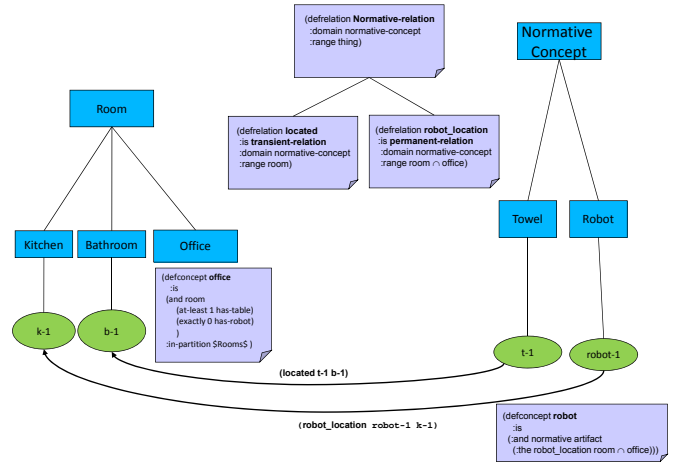 (defrelation Normative-relation
:domain normative-concept
:range thing)
Normative
Concept
Room
(defrelation located
:is transient-relation
:domain normative-concept
:range room)
(defrelation robot_location
:is permanent-relation
:domain normative-concept
:range room ∩ office)
Towel
Robot
Kitchen
Bathroom
Office
(defconcept office
:is
(and room
(at-least 1 has-table)
(exactly 0 has-robot)
)
:in-partition $Rooms$ )
k-1
b-1
t-1
robot-1
(located t-1 b-1)
(robot_location robot-1 k-1)
(defconcept robot
:is
(:and normative artifact
(:the robot_location room ∩ office)))